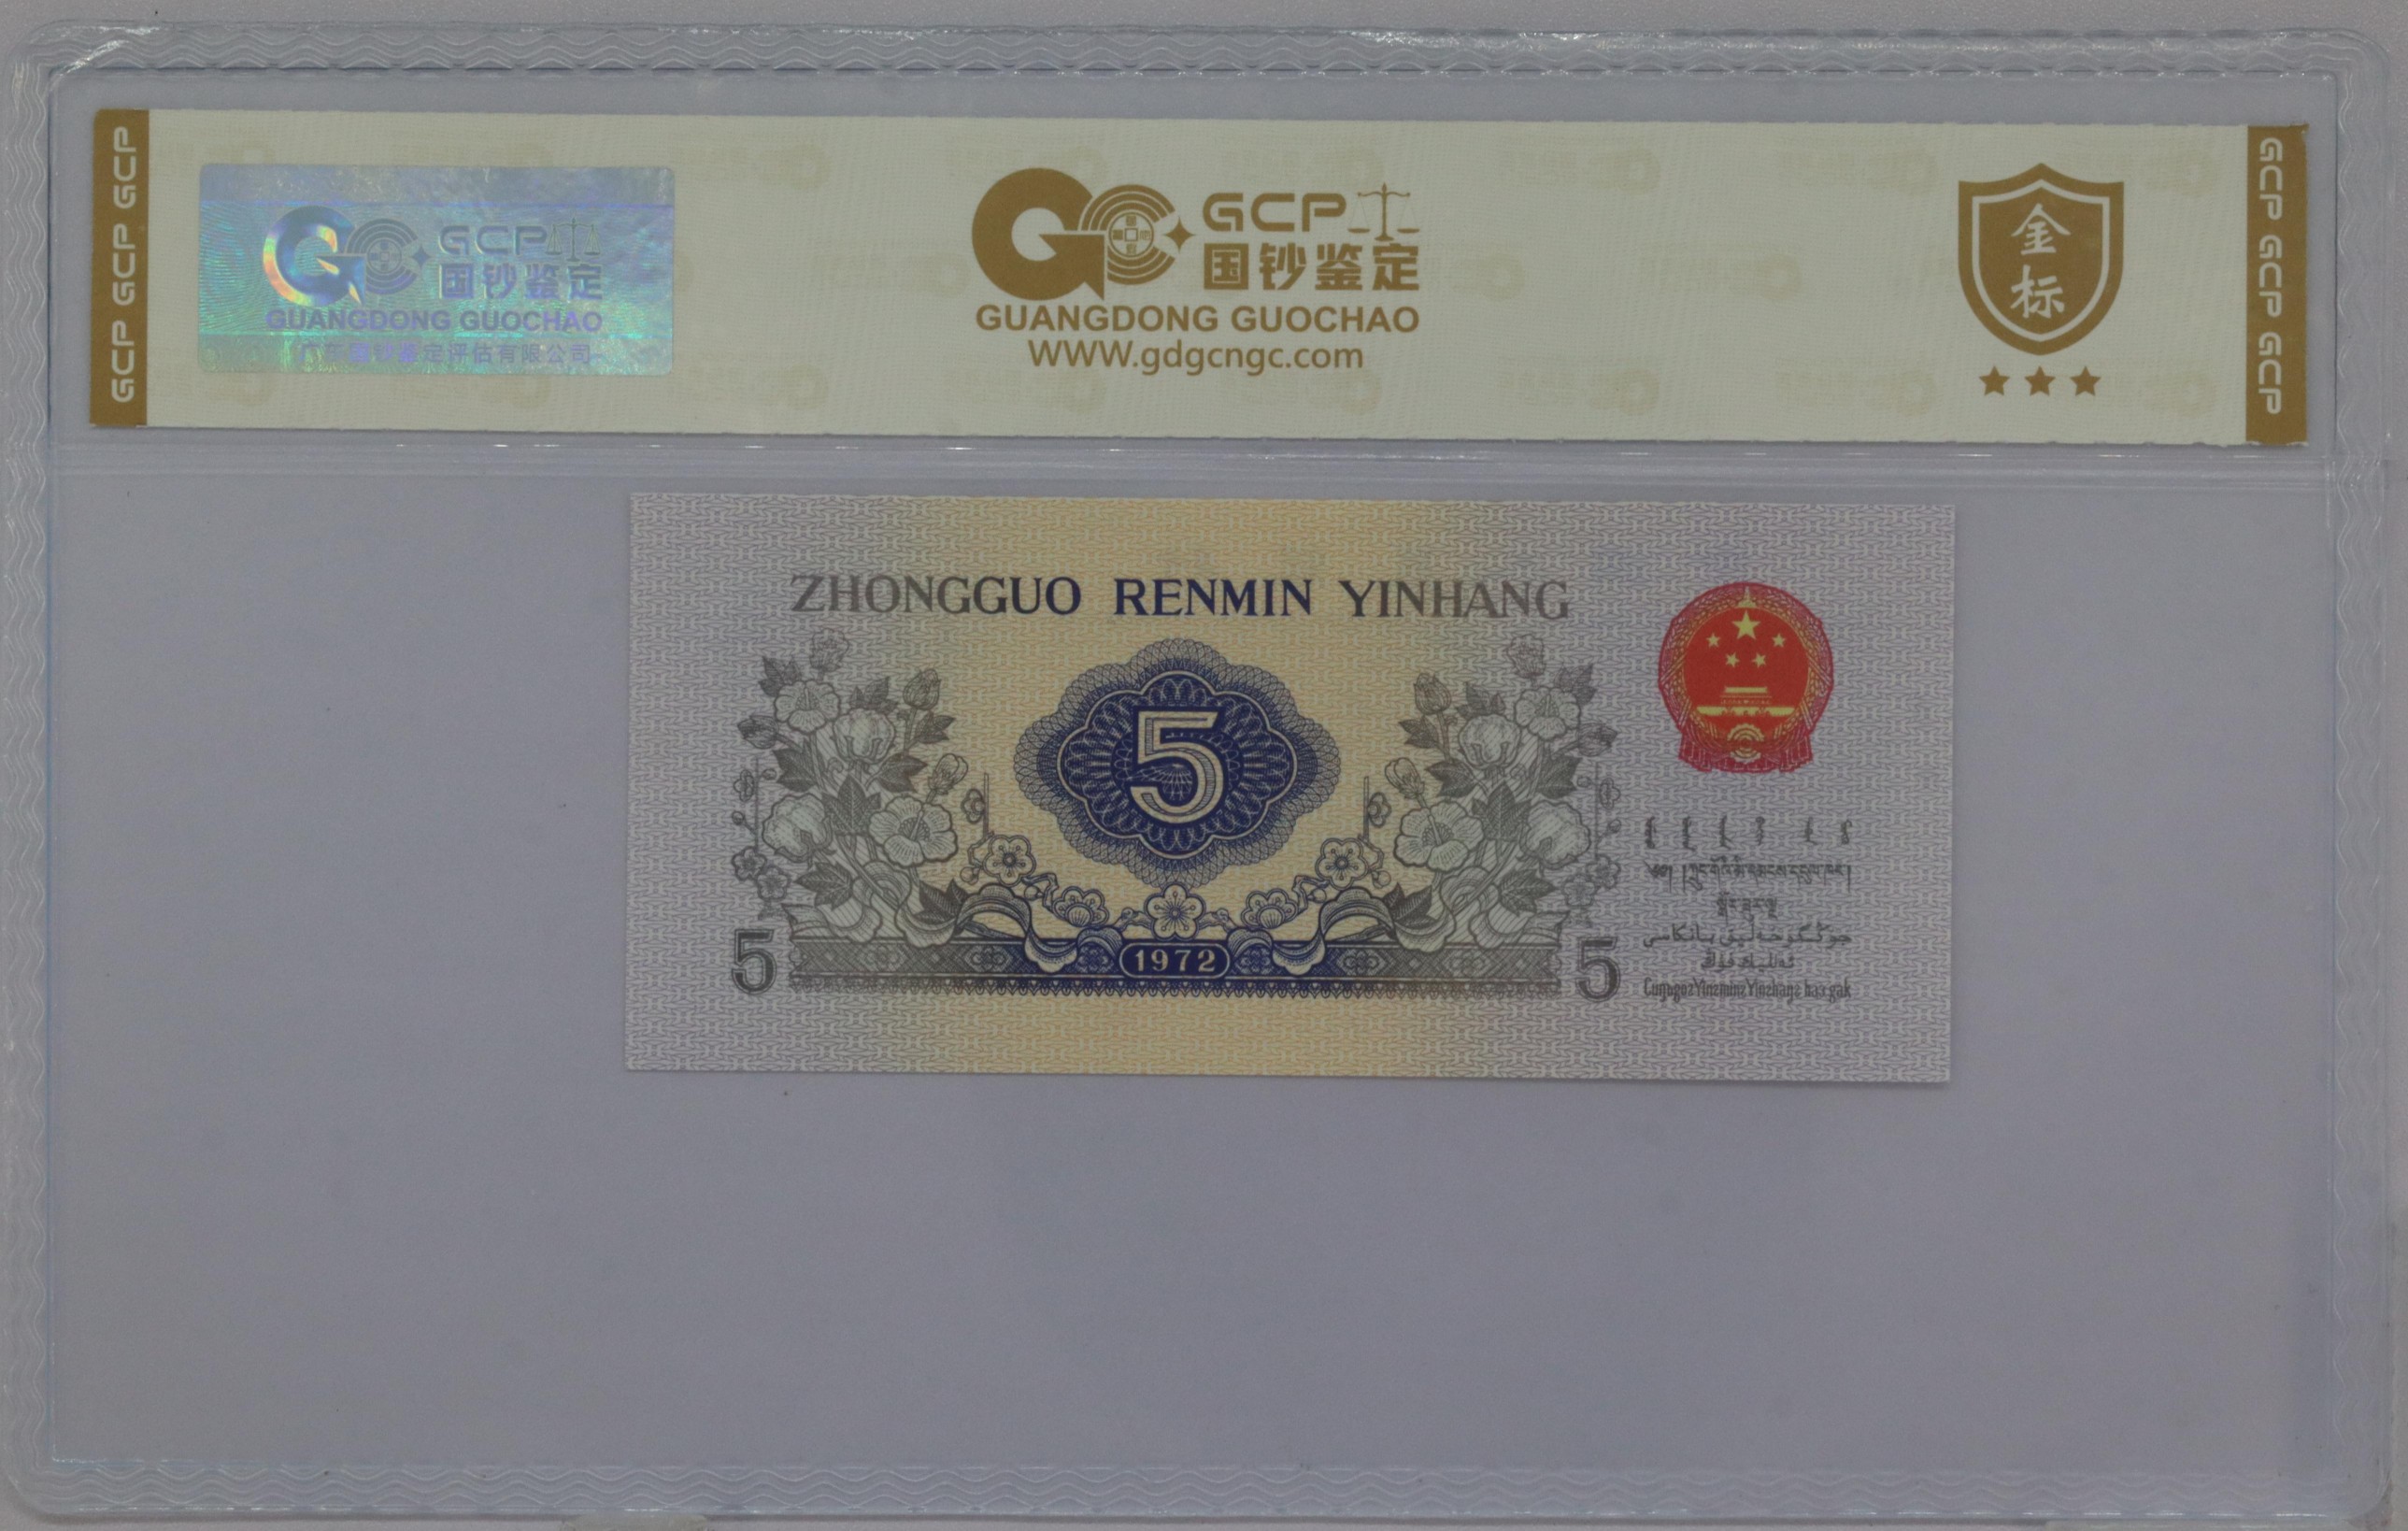 GCP GCP GCP
GCP
国钞鉴定
GUANGDONG GUOCHAO
广东国钞鉴定评估有限公司
GCP
国钞鉴定
GUANGDONG GUOCHAO
WWW.gdgcngc.com
金
标
GCP GCP GCP
ZHONGGUO RENMIN YINHANG
5
5
1972
5